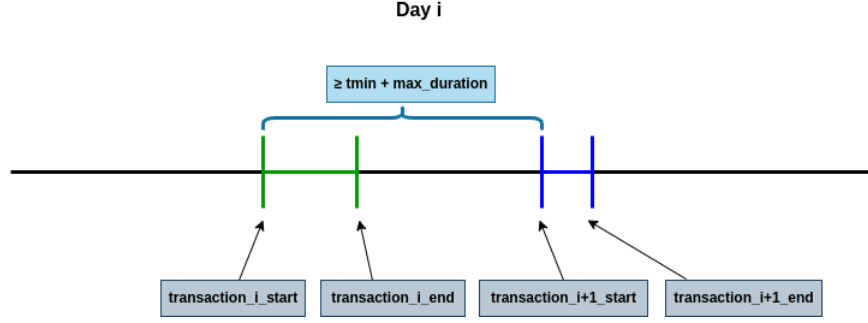 Day i
≥ tmin + max_duration
transaction_i_start
transaction_i_end
transaction_i+1_start
transaction_i+1_end